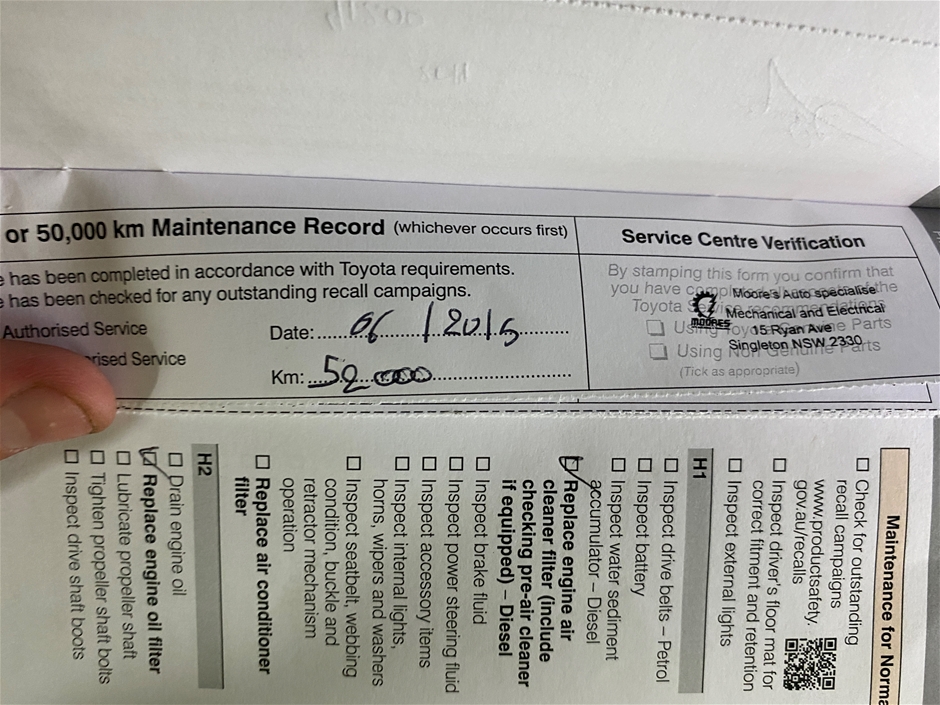 or 50,000 km Maintenance Record (whichever occurs first)
has been completed in accordance with Toyota requirements.
has been checked for any outstanding recall campaigns.
Authorised Service
Service
Date: 06 / 2015
Km: 52 000
Service Centre Verification
By stamping this form you confirm that
you have the
Toyota
Parts
Using Non Genuine Parts
(Tick as appropriate)
MOORES
Moore's Auto specialise
Mechanical and Electrical
15 Ryan Ave
Singleton NSW 2330
Maintenance for
☐ Check for outstanding
recall campaigns
www.productsafety.
gov.au/recalls
☐ Inspect driver's floor mat for
correct fitment and retention
☐ Inspect external lights
H1
☐ Inspect drive belts – Petrol
☐ Inspect battery
☐ Inspect water sediment
accumulator – Diesel
☑ Replace engine air
cleaner filter (include
checking pre-air cleaner
if equipped) – Diesel
☐ Inspect brake fluid
☐ Inspect power steering fluid
☐ Inspect accessory items
☐ Inspect internal lights,
horns, wipers and washers
☐ Inspect seatbelt, webbing
condition, buckle and
retractor mechanism
operation
☐ Replace air conditioner
filter
H2
☐ Drain engine oil
☑ Replace engine oil filter
☐ Lubricate propeller shaft
☐ Tighten propeller shaft bolts
☐ Inspect drive shaft boots